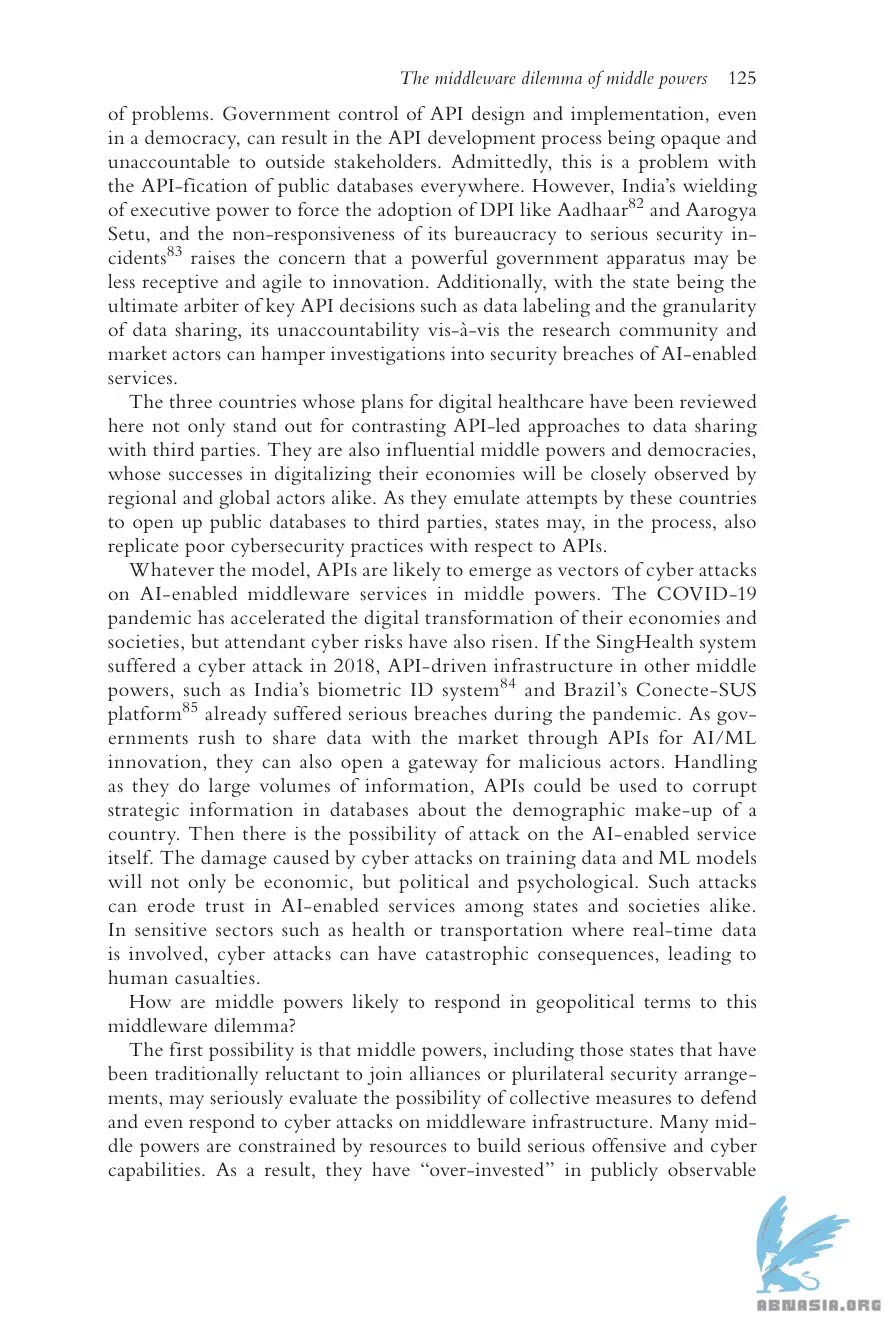 The middleware dilemma of middle powers 125
of problems. Government control of API design and implementation, even
in a democracy, can result in the API development process being opaque and
unaccountable to outside stakeholders. Admittedly, this is a problem with
the API-fication of public databases everywhere. However, India’s wielding
of executive power to force the adoption of DPI like Aadhaar82 and Aarogya
Setu, and the non-responsiveness of its bureaucracy to serious security in-
cidents83 raises the concern that a powerful government apparatus may be
less receptive and agile to innovation. Additionally, with the state being the
ultimate arbiter of key API decisions such as data labeling and the granularity
of data sharing, its unaccountability vis-à-vis the research community and
market actors can hamper investigations into security breaches of AI-enabled
services.
The three countries whose plans for digital healthcare have been reviewed
here not only stand out for contrasting API-led approaches to data sharing
with third parties. They are also influential middle powers and democracies,
whose successes in digitalizing their economies will be closely observed by
regional and global actors alike. As they emulate attempts by these countries
to open up public databases to third parties, states may, in the process, also
replicate poor cybersecurity practices with respect to APIs.
Whatever the model, APIs are likely to emerge as vectors of cyber attacks
on AI-enabled middleware services in middle powers. The COVID-19
pandemic has accelerated the digital transformation of their economies and
societies, but attendant cyber risks have also risen. If the SingHealth system
suffered a cyber attack in 2018, API-driven infrastructure in other middle
powers, such as India’s biometric ID system84 and Brazil’s Conecte-SUS
platform85 already suffered serious breaches during the pandemic. As gov-
ernments rush to share data with the market through APIs for AI/ML
innovation, they can also open a gateway for malicious actors. Handling
as they do large volumes of information, APIs could be used to corrupt
strategic information in databases about the demographic make-up of a
country. Then there is the possibility of attack on the AI-enabled service
itself. The damage caused by cyber attacks on training data and ML models
will not only be economic, but political and psychological. Such attacks
can erode trust in AI-enabled services among states and societies alike.
In sensitive sectors such as health or transportation where real-time data
is involved, cyber attacks can have catastrophic consequences, leading to
human casualties.
How are middle powers likely to respond in geopolitical terms to this
middleware dilemma?
The first possibility is that middle powers, including those states that have
been traditionally reluctant to join alliances or plurilateral security arrange-
ments, may seriously evaluate the possibility of collective measures to defend
and even respond to cyber attacks on middleware infrastructure. Many mid-
dle powers are constrained by resources to build serious offensive and cyber
capabilities. As a result, they have “over-invested” in publicly observable
ABNASIA.ORG